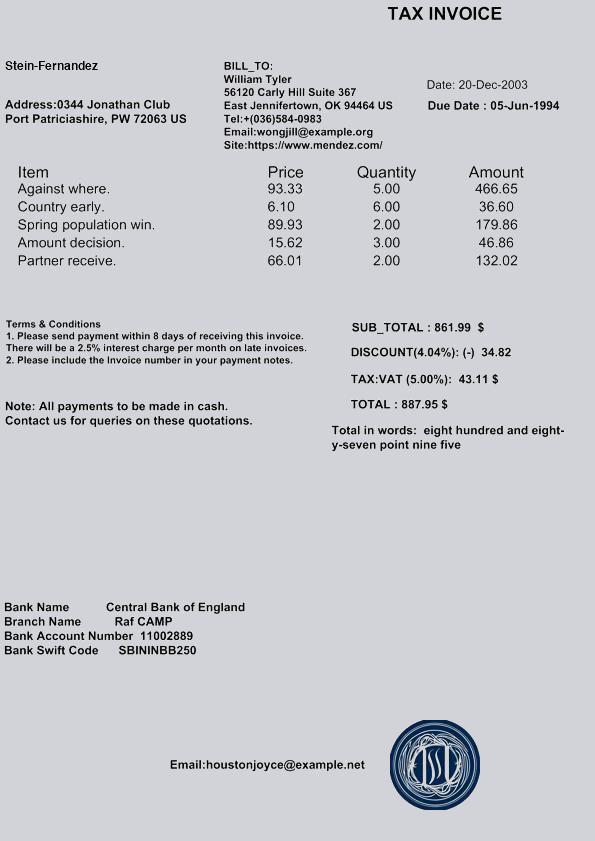 TAX INVOICE
Stein-Fernandez
Address:0344 Jonathan Club
Port Patriciashire, PW 72063 US
BILL_TO:
William Tyler
56120 Carly Hill Suite 367
East Jennifertown, OK 94464 US
Tel:+(036)584-0983
Email:wongjill@example.org
Site:https://www.mendez.com/
Date: 20-Dec-2003
Due Date : 05-Jun-1994
Item Price Quantity Amount
Against where. 93.33 5.00 466.65
Country early. 6.10 6.00 36.60
Spring population win. 89.93 2.00 179.86
Amount decision. 15.62 3.00 46.86
Partner receive. 66.01 2.00 132.02
Terms & Conditions
1. Please send payment within 8 days of receiving this invoice.
There will be a 2.5% interest charge per month on late invoices.
2. Please include the Invoice number in your payment notes.
Note: All payments to be made in cash.
Contact us for queries on these quotations.
SUB_TOTAL : 861.99 $
DISCOUNT(4.04%): (-) 34.82
TAX:VAT (5.00%): 43.11 $
TOTAL : 887.95 $
Total in words: eight hundred and eight-
y-seven point nine five
Bank Name Central Bank of England
Branch Name Raf CAMP
Bank Account Number 11002889
Bank Swift Code SBININBB250
Email:houstonjoyce@example.net